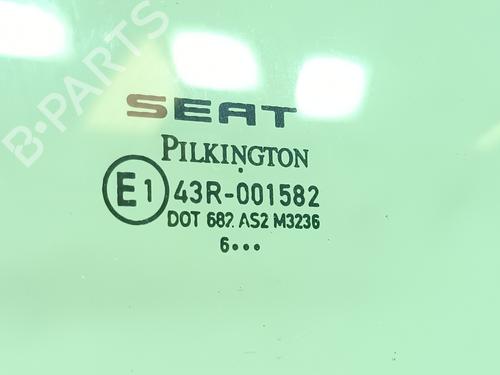 B-PARTS
SEAT
PILKINGTON
E1 43R-001582
DOT 682 AS2 M3236
6•••